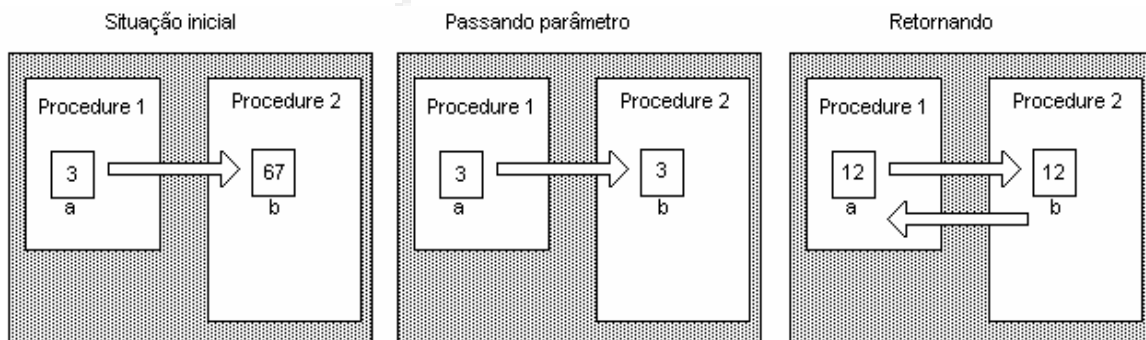 Situação inicial
Procedure 1
Procedure 2
3
67
a
b
Passando parâmetro
Procedure 1
Procedure 2
3
3
a
b
Retornando
Procedure 1
Procedure 2
12
12
a
b